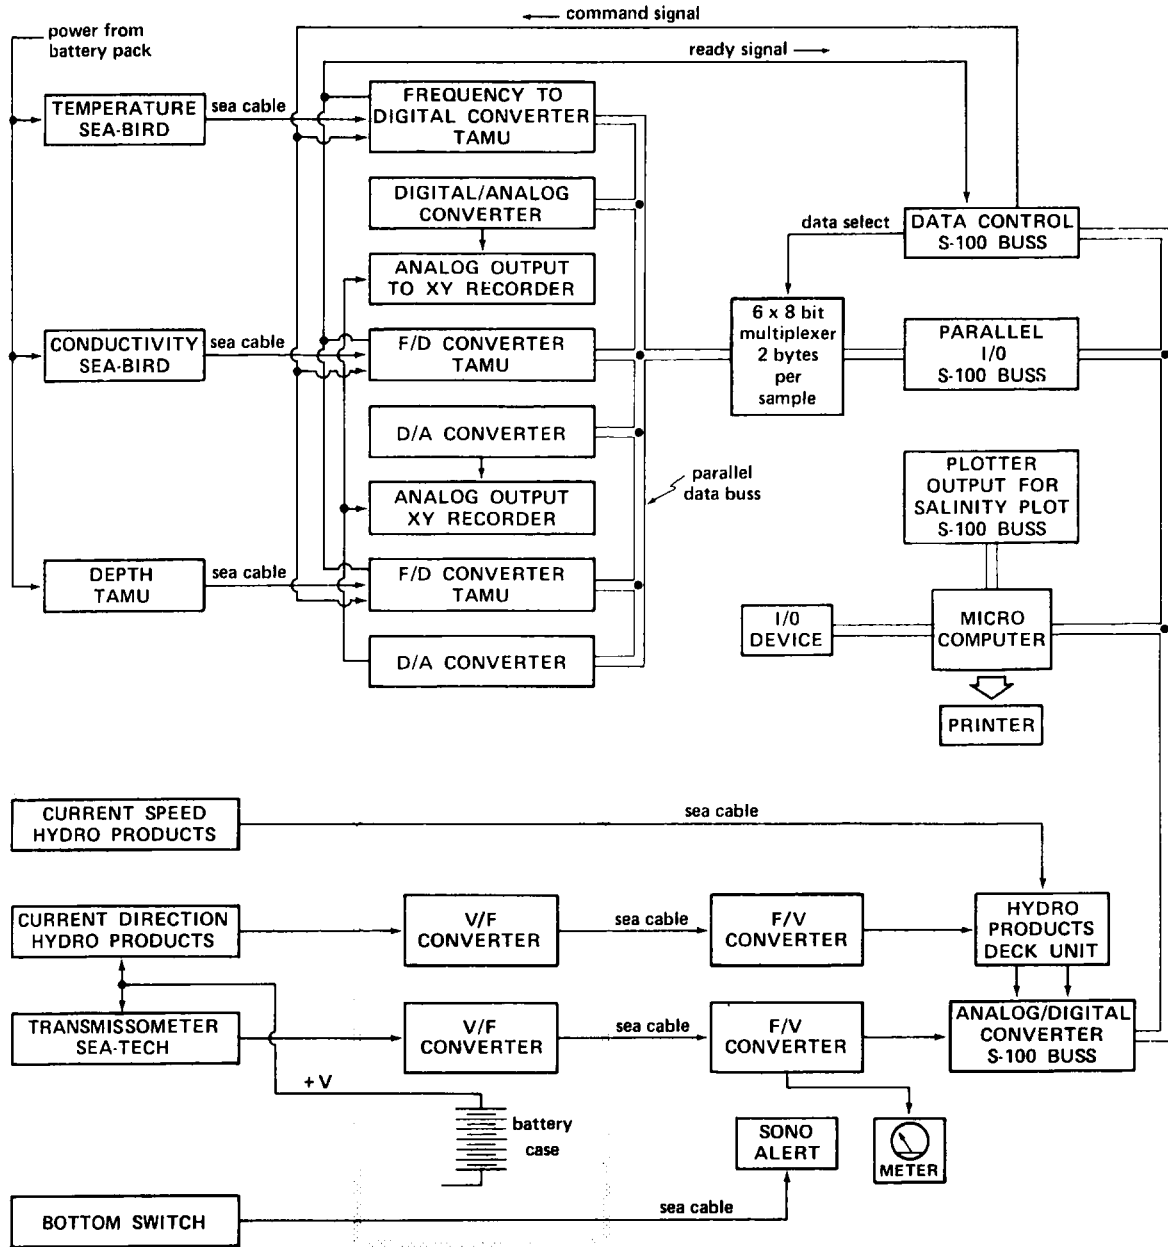 command signal
power from
battery pack
ready signal
TEMPERATURE
SEA-BIRD
sea cable
FREQUENCY TO
DIGITAL CONVERTER
TAMU
DIGITAL/ANALOG
CONVERTER
data select
DATA CONTROL
S-100 BUSS
ANALOG OUTPUT
TO XY RECORDER
CONDUCTIVITY
SEA-BIRD
sea cable
F/D CONVERTER
TAMU
6 x 8 bit
multiplexer
2 bytes
per
sample
PARALLEL
I/0
S-100 BUSS
D/A CONVERTER
parallel
data buss
PLOTTER
OUTPUT FOR
SALINITY PLOT
S-100 BUSS
ANALOG OUTPUT
XY RECORDER
DEPTH
TAMU
sea cable
F/D CONVERTER
TAMU
I/0
DEVICE
MICRO
COMPUTER
D/A CONVERTER
PRINTER
CURRENT SPEED
HYDRO PRODUCTS
sea cable
CURRENT DIRECTION
HYDRO PRODUCTS
V/F
CONVERTER
sea cable
F/V
CONVERTER
HYDRO
PRODUCTS
DECK UNIT
TRANSMISSOMETER
SEA-TECH
V/F
CONVERTER
sea cable
F/V
CONVERTER
ANALOG/DIGITAL
CONVERTER
S-100 BUSS
+V
battery
case
SONO
ALERT
METER
BOTTOM SWITCH
sea cable